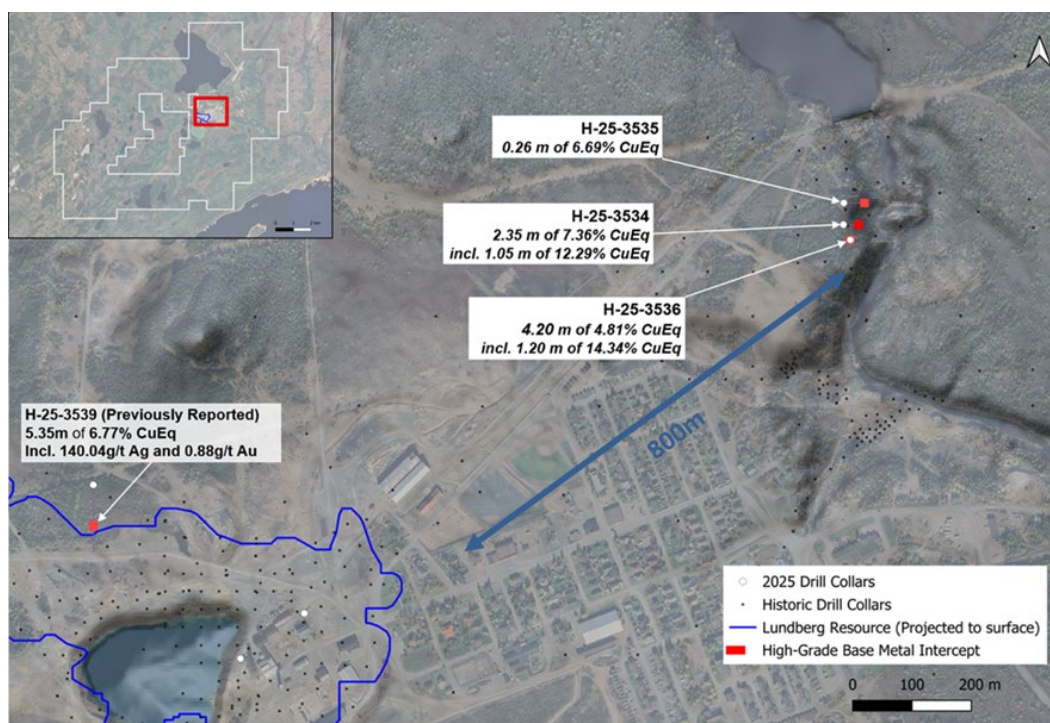 H-25-3535
0.26 m of 6.69% CuEq
H-25-3534
2.35 m of 7.36% CuEq
incl. 1.05 m of 12.29% CuEq
H-25-3536
4.20 m of 4.81% CuEq
incl. 1.20 m of 14.34% CuEq
800m
H-25-3539 (Previously Reported)
5.35m of 6.77% CuEq
Incl. 140.04g/t Ag and 0.88g/t Au
2025 Drill Collars
Historic Drill Collars
Lundberg Resource (Projected to surface)
High-Grade Base Metal Intercept
0 100 200 m